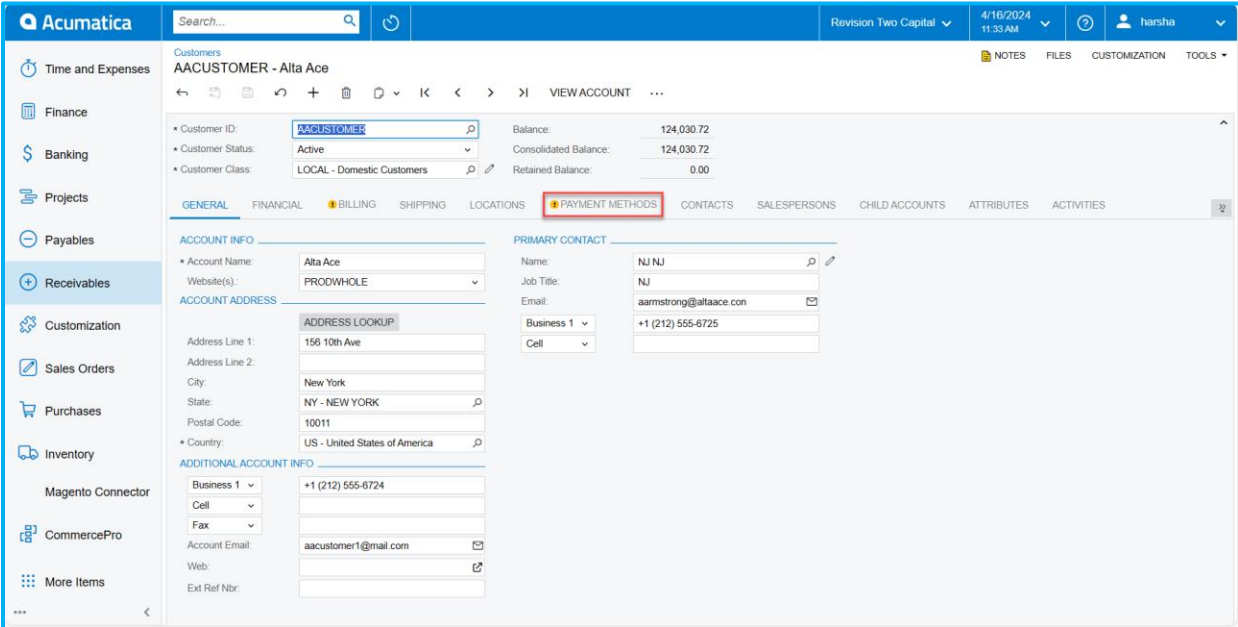 Acumatica
Search...
Revision Two Capital
4/16/2024
11:33 AM
harsha
Time and Expenses
Finance
Banking
Projects
Payables
Receivables
Customization
Sales Orders
Purchases
Inventory
Magento Connector
CommercePro
More Items
Customers
AACUSTOMER - Alta Ace
NOTES FILES CUSTOMIZATION TOOLS
VIEW ACCOUNT ...
* Customer ID: AACUSTOMER Balance: 124,030.72
* Customer Status: Active Consolidated Balance: 124,030.72
* Customer Class: LOCAL - Domestic Customers Retained Balance: 0.00
GENERAL FINANCIAL BILLING SHIPPING LOCATIONS PAYMENT METHODS CONTACTS SALESPERSONS CHILD ACCOUNTS ATTRIBUTES ACTIVITIES
ACCOUNT INFO
* Account Name: Alta Ace
Website(s).: PRODWHOLE
ACCOUNT ADDRESS
ADDRESS LOOKUP
Address Line 1: 156 10th Ave
Address Line 2:
City: New York
State: NY - NEW YORK
Postal Code: 10011
* Country: US - United States of America
ADDITIONAL ACCOUNT INFO
Business 1 +1 (212) 555-6724
Cell
Fax
Account Email: aacustomer1@mail.com
Web:
Ext Ref Nbr:
PRIMARY CONTACT
Name: NJ NJ
Job Title: NJ
Email: aarmstrong@altaace.con
Business 1 +1 (212) 555-6725
Cell